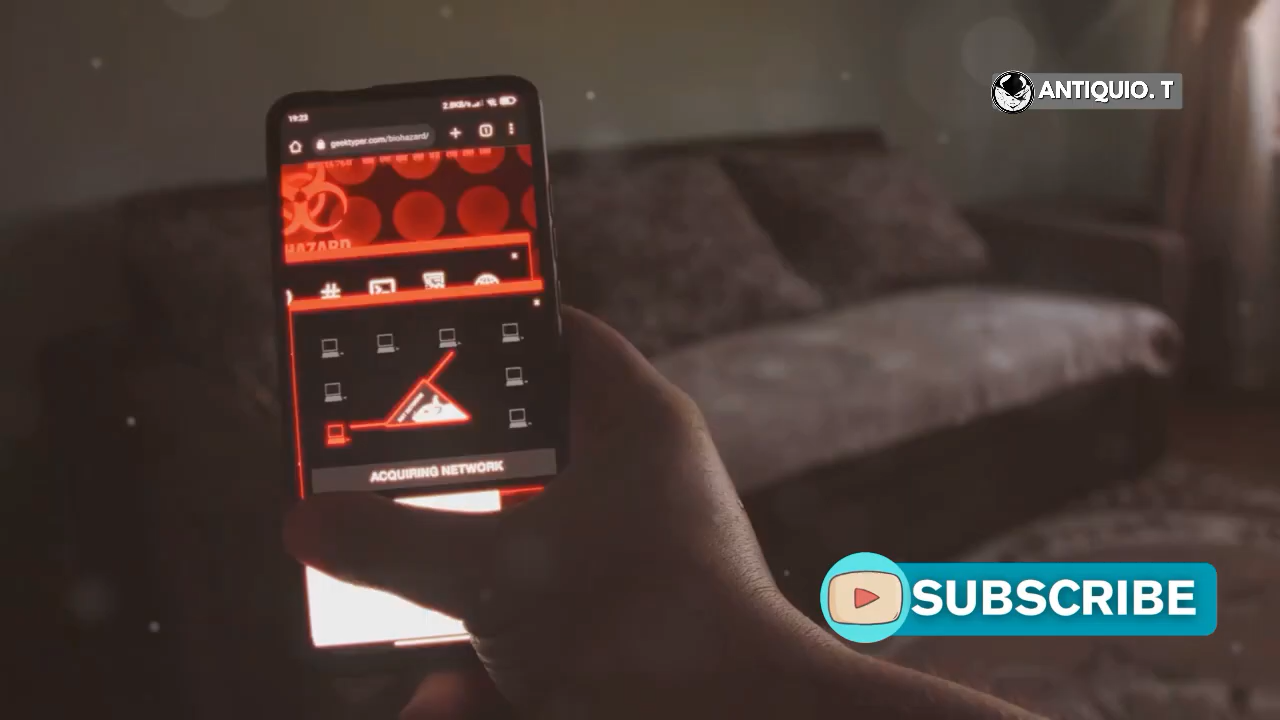 ANTIQUIO. T
19:23
geektyper.com/biohazard/
HAZARD
ACQUIRING NETWORK
SUBSCRIBE